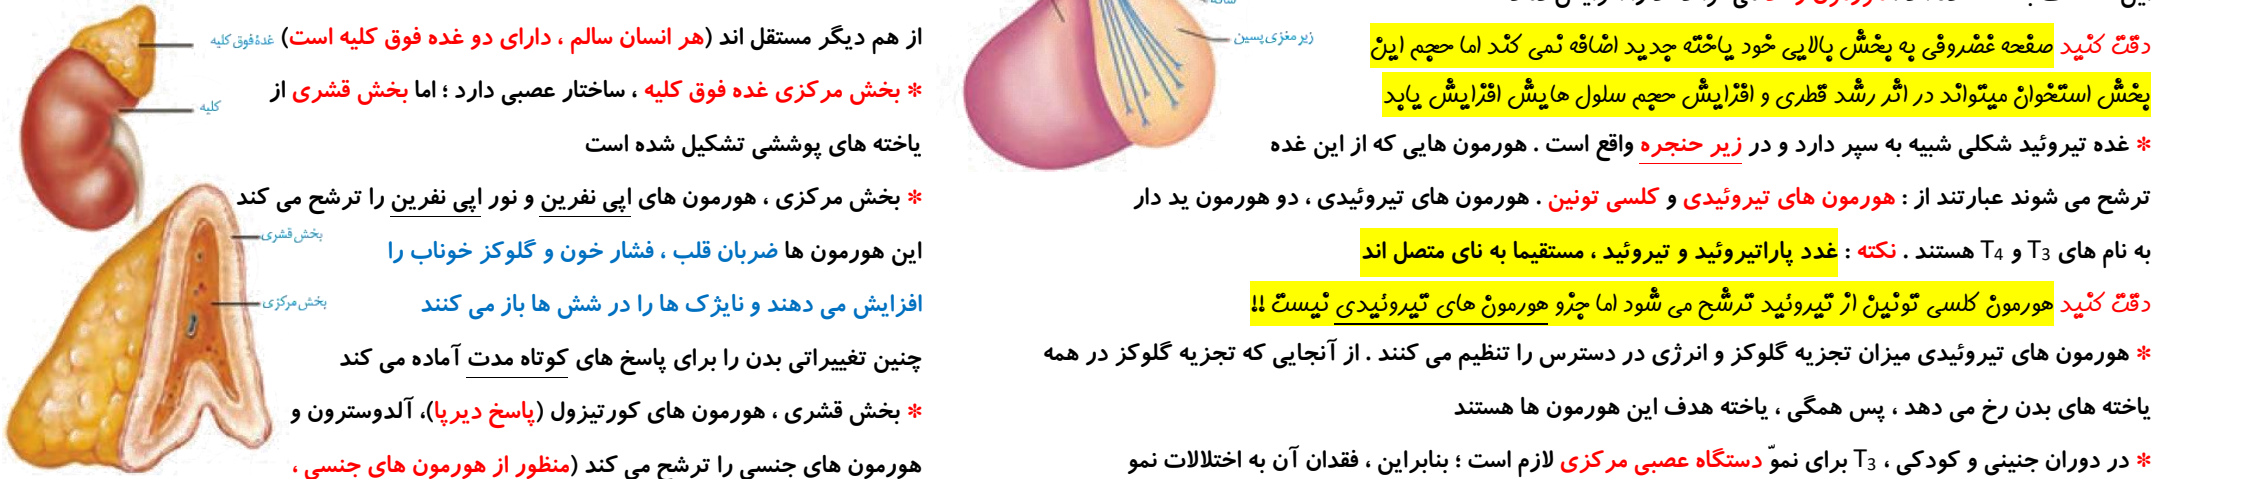 دقت کنید صفحه غضروفی به بخش بالایی خود یاخته جدید اضافه نمی کند اما حجم این
بخش استخوان میتواند در اثر رشد قطری و افزایش حجم سلول هایش افزایش یابد
* غده تیروئید شکلی شبیه به سپر دارد و در زیر حنجره واقع است . هورمون هایی که از این غده
ترشح می شوند عبارتند از : هورمون های تیروئیدی و کلسی تونین . هورمون های تیروئیدی ، دو هورمون ید دار
به نام های T3 و T4 هستند . نکته : غدد پاراتیروئید و تیروئید ، مستقیما به نای متصل اند
دقت کنید هورمون کلسی تونین از تیروئید ترشح می شود اما جزو هورمون های تیروئیدی نیست !!
* هورمون های تیروئیدی میزان تجزیه گلوکز و انرژی در دسترس را تنظیم می کنند . از آنجایی که تجزیه گلوکز در همه
یاخته های بدن رخ می دهد ، پس همگی ، یاخته هدف این هورمون ها هستند
* در دوران جنینی و کودکی ، T3 برای نموّ دستگاه عصبی مرکزی لازم است ؛ بنابراین ، فقدان آن به اختلالات نمو
زیرمغزی پسین
از هم دیگر مستقل اند (هر انسان سالم ، دارای دو غده فوق کلیه است)
* بخش مرکزی غده فوق کلیه ، ساختار عصبی دارد ؛ اما بخش قشری از
یاخته های پوششی تشکیل شده است
* بخش مرکزی ، هورمون های اپی نفرین و نور اپی نفرین را ترشح می کند
این هورمون ها ضربان قلب ، فشار خون و گلوکز خوناب را
افزایش می دهند و نایژک ها را در شش ها باز می کنند
چنین تغییراتی بدن را برای پاسخ های کوتاه مدت آماده می کند
* بخش قشری ، هورمون های کورتیزول (پاسخ دیرپا)، آلدوسترون و
هورمون های جنسی را ترشح می کند (منظور از هورمون های جنسی ،
غدهٔ فوق کلیه
کلیه
بخش قشری
بخش مرکزی